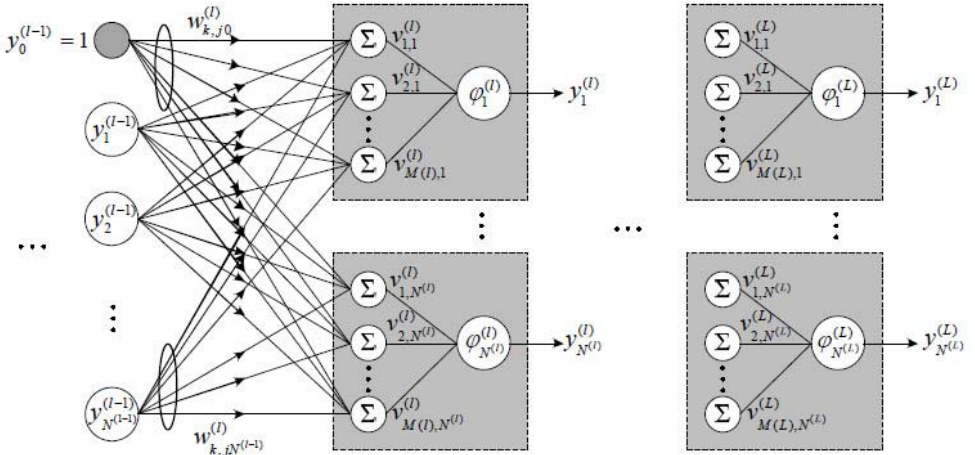 y_0^{(l-1)} = 1
w_{k,j0}^{(l)}
y_1^{(l-1)}
y_2^{(l-1)}
...
⋮
y_{N^{(l-1)}}^{(l-1)}
w_{k,jN^{(l-1)}}^{(l)}
Σ v_{1,1}^{(l)}
Σ v_{2,1}^{(l)}
⋮
Σ v_{M(l),1}^{(l)}
φ_1^{(l)}
y_1^{(l)}
⋮
Σ v_{1,N^{(l)}}^{(l)}
Σ v_{2,N^{(l)}}^{(l)}
⋮
Σ v_{M(l),N^{(l)}}^{(l)}
φ_{N^{(l)}}^{(l)}
y_{N^{(l)}}^{(l)}
...
Σ v_{1,1}^{(L)}
Σ v_{2,1}^{(L)}
⋮
Σ v_{M(L),1}^{(L)}
φ_1^{(L)}
y_1^{(L)}
⋮
Σ v_{1,N^{(L)}}^{(L)}
Σ v_{2,N^{(L)}}^{(L)}
⋮
Σ v_{M(L),N^{(L)}}^{(L)}
φ_{N^{(L)}}^{(L)}
y_{N^{(L)}}^{(L)}